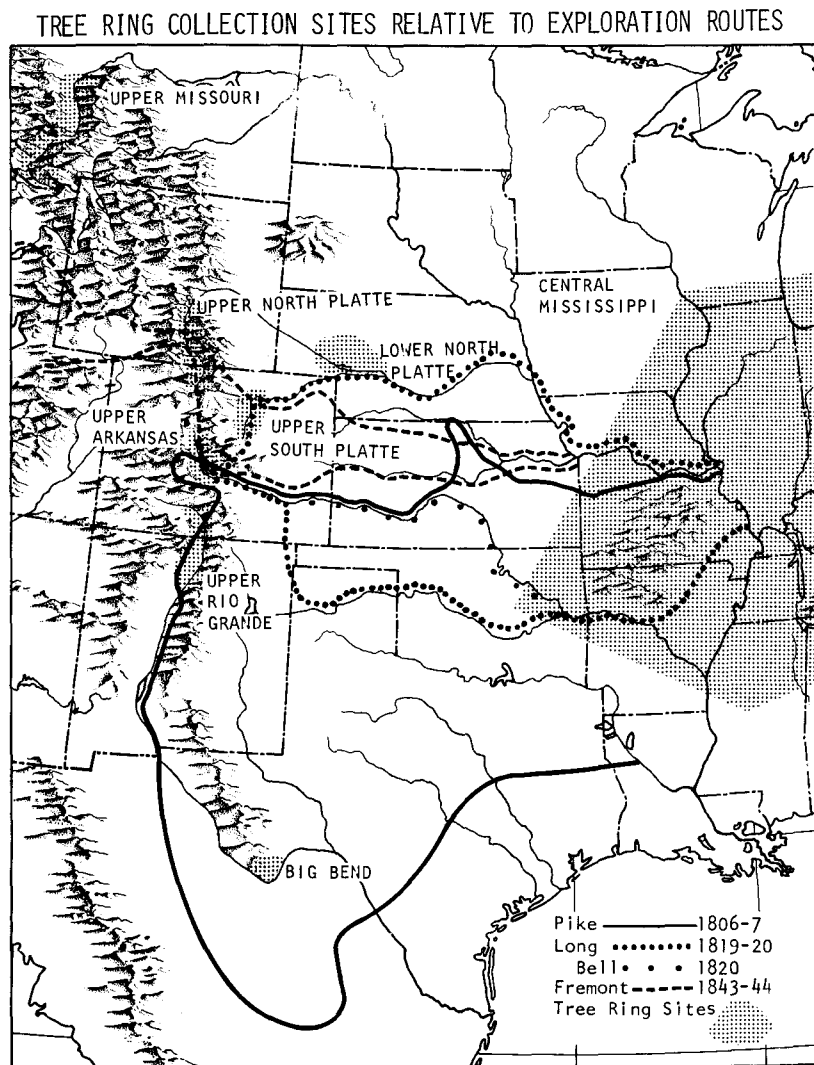 TREE RING COLLECTION SITES RELATIVE TO EXPLORATION ROUTES
UPPER MISSOURI
CENTRAL
MISSISSIPPI
UPPER NORTH PLATTE
LOWER NORTH
PLATTE
UPPER
ARKANSAS
UPPER
SOUTH PLATTE
UPPER
RIO
GRANDE
BIG BEND
Pike 1806-7
Long 1819-20
Bell 1820
Fremont 1843-44
Tree Ring Sites